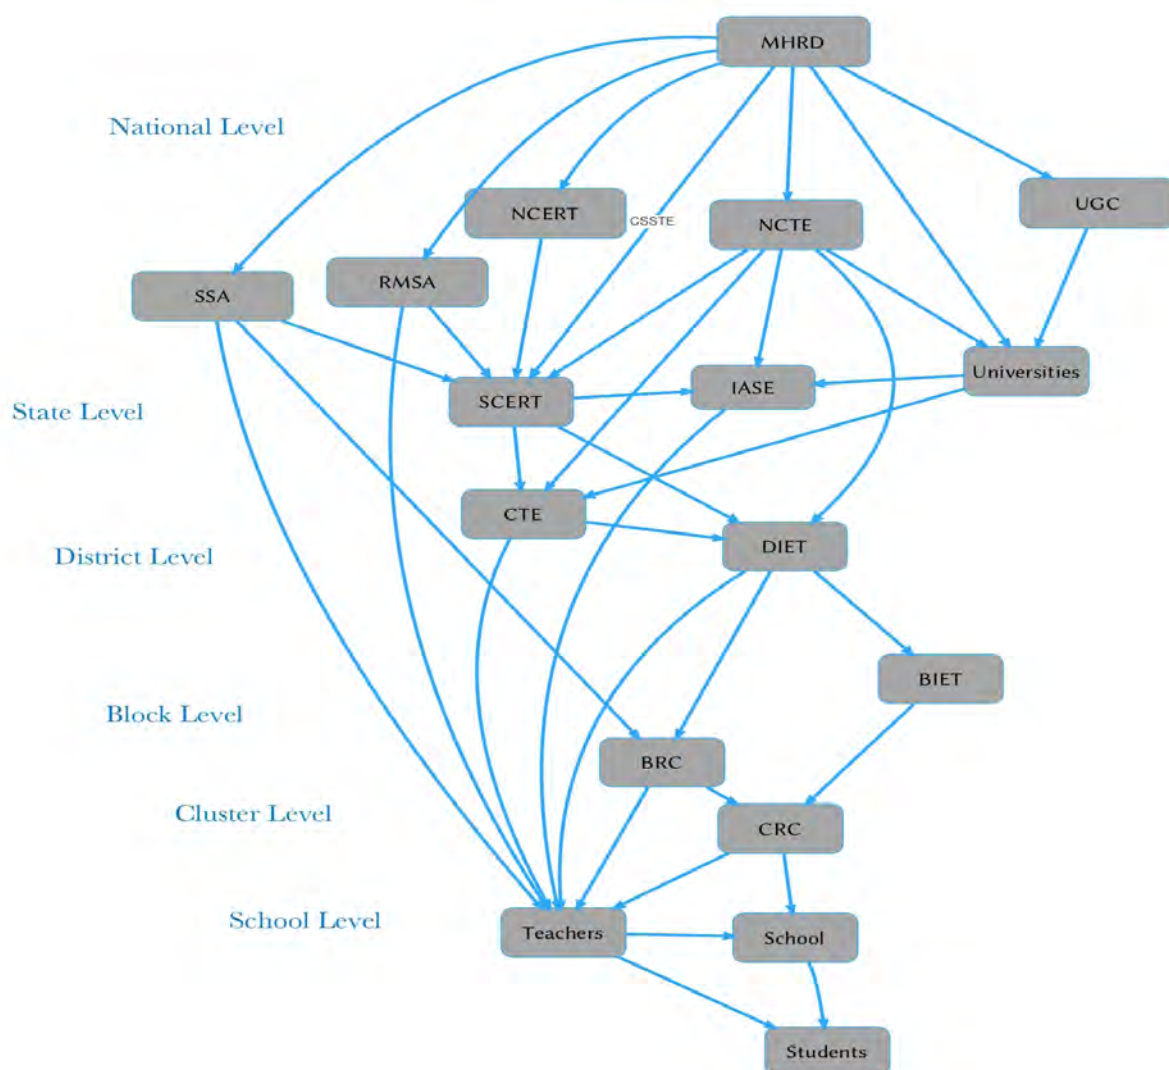 MHRD
National Level
NCERT
CSSTE
NCTE
UGC
SSA
RMSA
Universities
SCERT
IASE
State Level
CTE
DIET
District Level
BIET
Block Level
BRC
Cluster Level
CRC
School Level
Teachers
School
Students